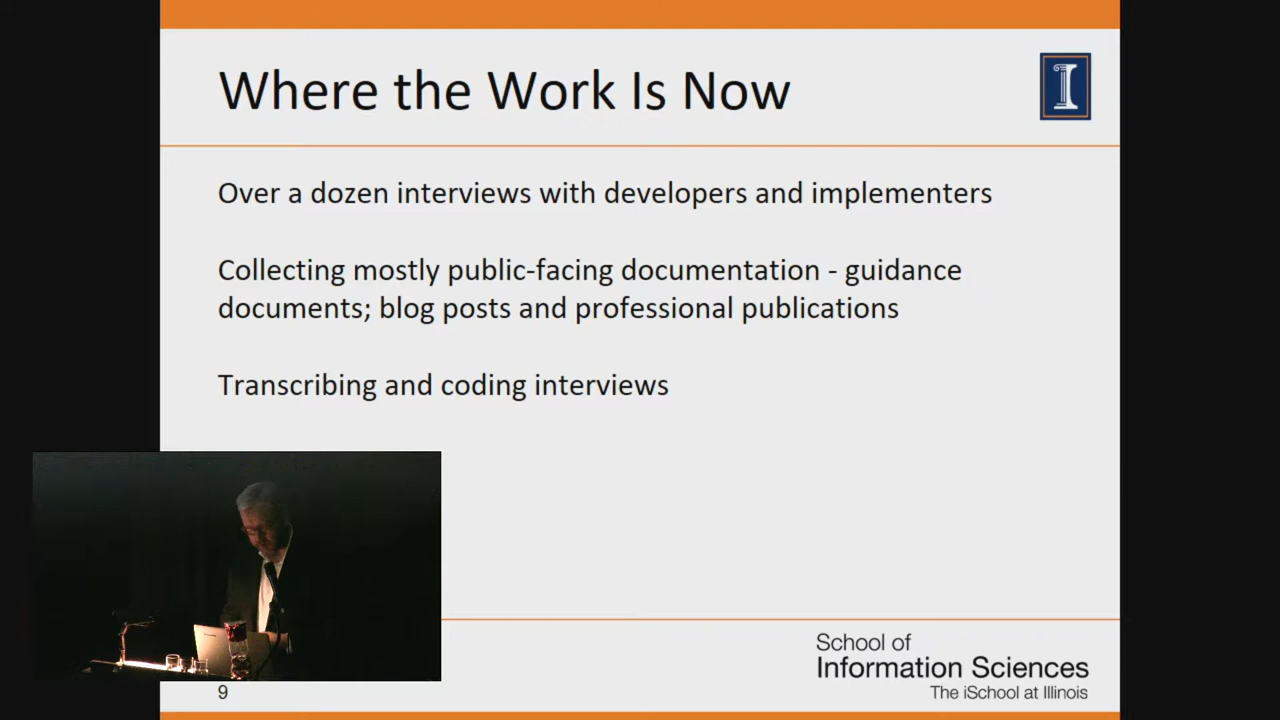 Where the Work Is Now
I
Over a dozen interviews with developers and implementers
Collecting mostly public-facing documentation - guidance
documents; blog posts and professional publications
Transcribing and coding interviews
School of
Information Sciences
The iSchool at Illinois
9